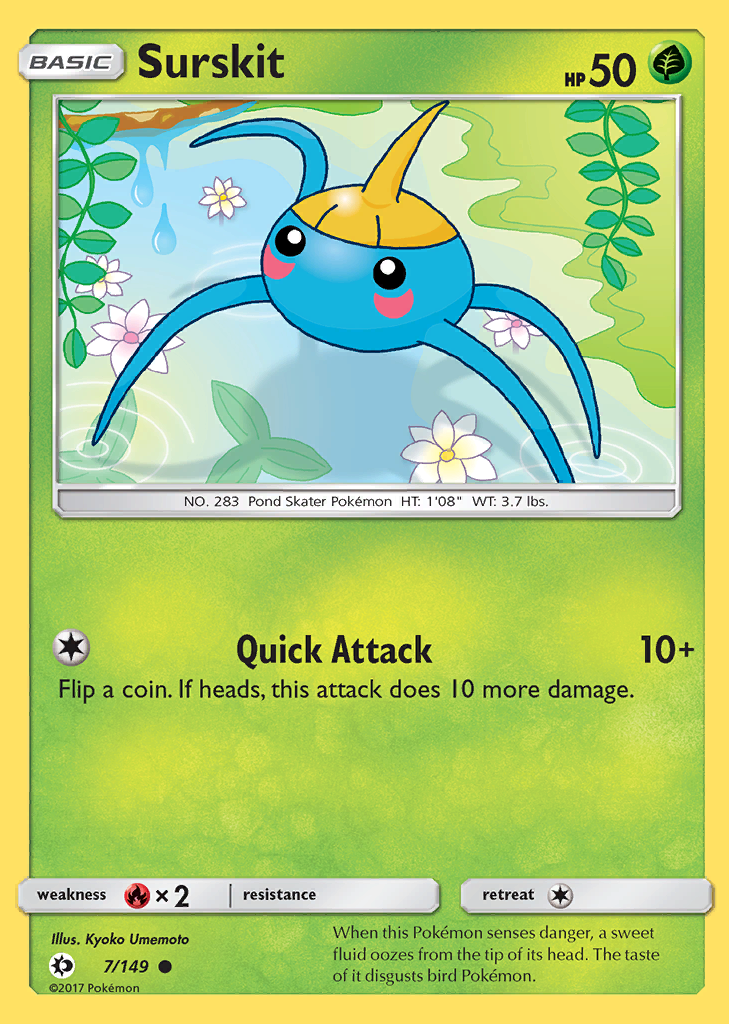 BASIC Surskit HP 50
NO. 283 Pond Skater Pokémon HT: 1'08" WT: 3.7 lbs.
Quick Attack 10+
Flip a coin. If heads, this attack does 10 more damage.
weakness × 2 resistance retreat
Illus. Kyoko Umemoto
7/149
©2017 Pokémon
When this Pokémon senses danger, a sweet
fluid oozes from the tip of its head. The taste
of it disgusts bird Pokémon.